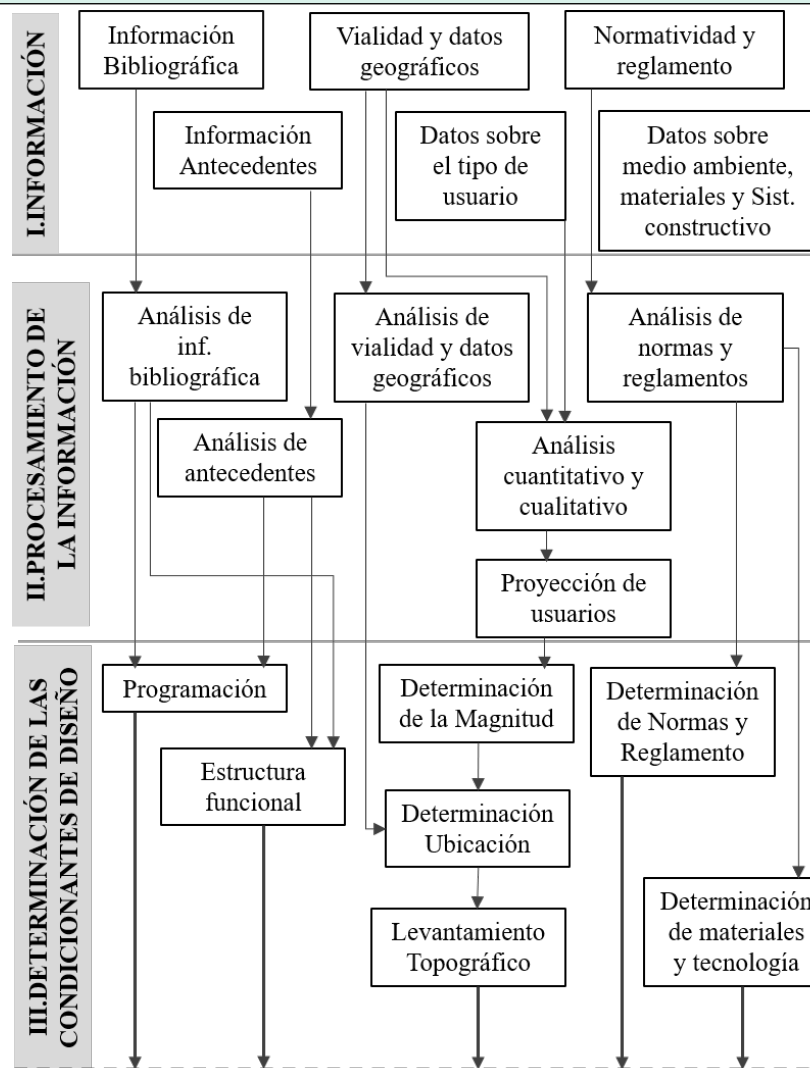 I.INFORMACIÓN
Información
Bibliográfica
Vialidad y datos
geográficos
Normatividad y
reglamento
Información
Antecedentes
Datos sobre
el tipo de
usuario
Datos sobre
medio ambiente,
materiales y Sist.
constructivo
II.PROCESAMIENTO DE
LA INFORMACIÓN
Análisis de
inf.
bibliográfica
Análisis de
vialidad y datos
geográficos
Análisis de
normas y
reglamentos
Análisis de
antecedentes
Análisis
cuantitativo y
cualitativo
Proyección de
usuarios
III.DETERMINACIÓN DE LAS
CONDICIONANTES DE DISEÑO
Programación
Determinación
de la Magnitud
Determinación
de Normas y
Reglamento
Estructura
funcional
Determinación
Ubicación
Levantamiento
Topográfico
Determinación
de materiales
y tecnología